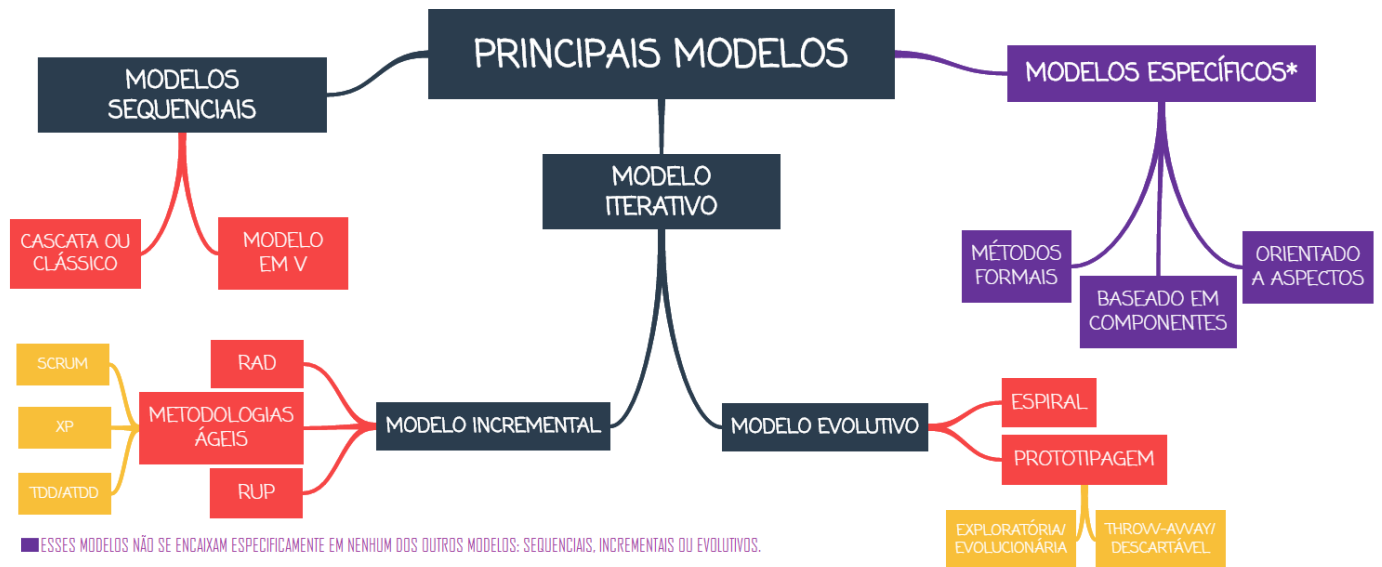 PRINCIPAIS MODELOS
MODELOS
SEQUENCIAIS
MODELOS ESPECÍFICOS*
MODELO
ITERATIVO
CASCATA OU
CLÁSSICO
MODELO
EM V
MÉTODOS
FORMAIS
BASEADO EM
COMPONENTES
ORIENTADO
A ASPECTOS
SCRUM
XP
TDD/ATDD
METODOLOGIAS
ÁGEIS
RAD
RUP
MODELO INCREMENTAL
MODELO EVOLUTIVO
ESPIRAL
PROTOTIPAGEM
EXPLORATÓRIA/
EVOLUCIONÁRIA
THROW-AWAY/
DESCARTÁVEL
ESSES MODELOS NÃO SE ENCAIXAM ESPECIFICAMENTE EM NENHUM DOS OUTROS MODELOS: SEQUENCIAIS, INCREMENTAIS OU EVOLUTIVOS.